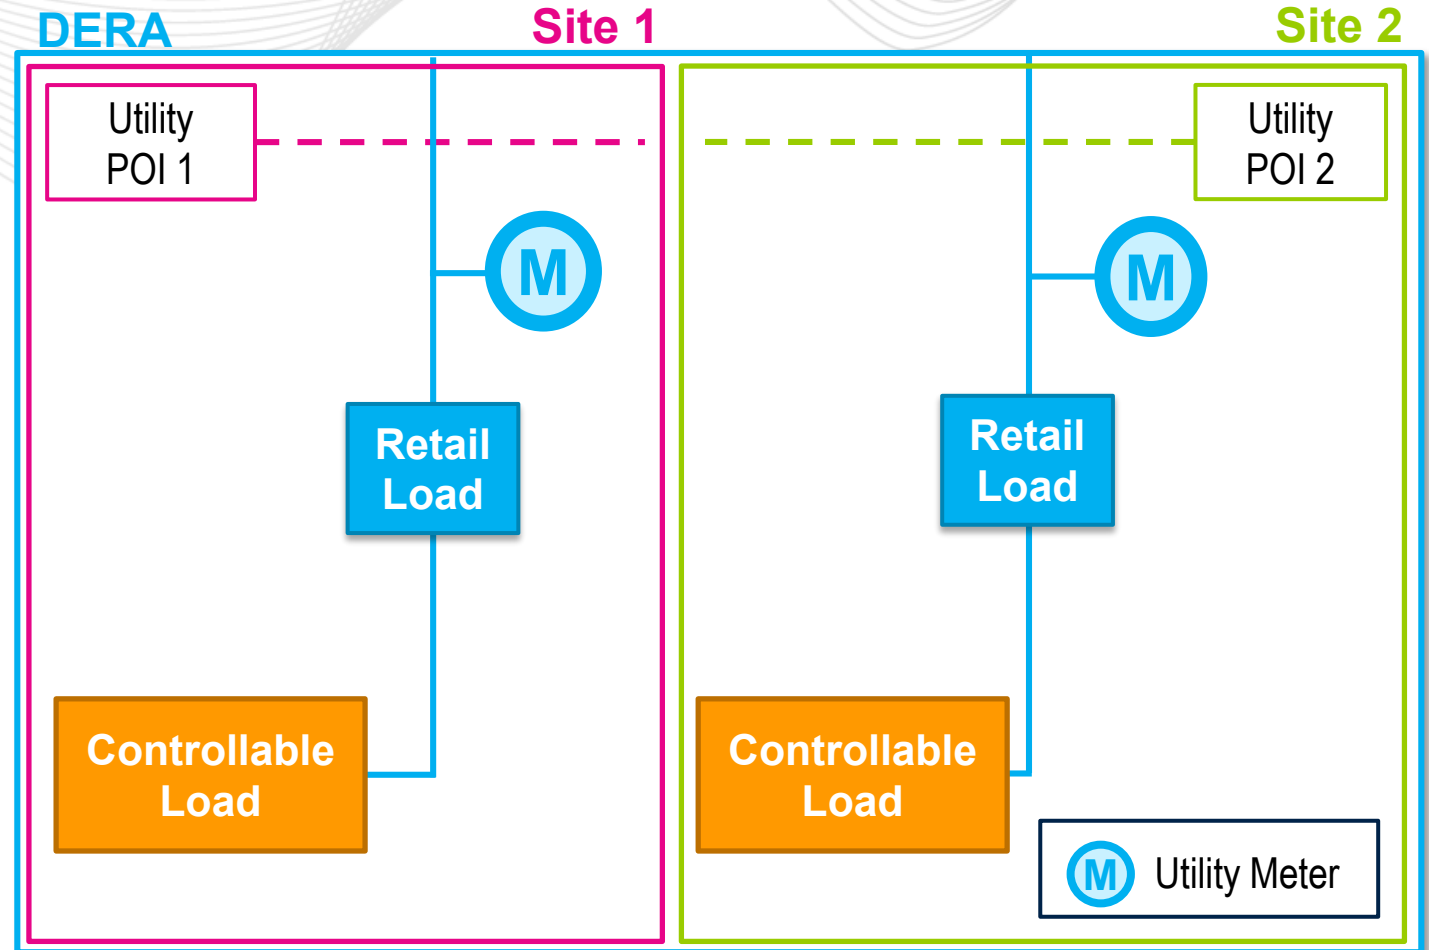 DERA
Site 1
Site 2
Utility
POI 1
Utility
POI 2
M
M
Retail
Load
Retail
Load
Controllable
Load
Controllable
Load
M Utility Meter